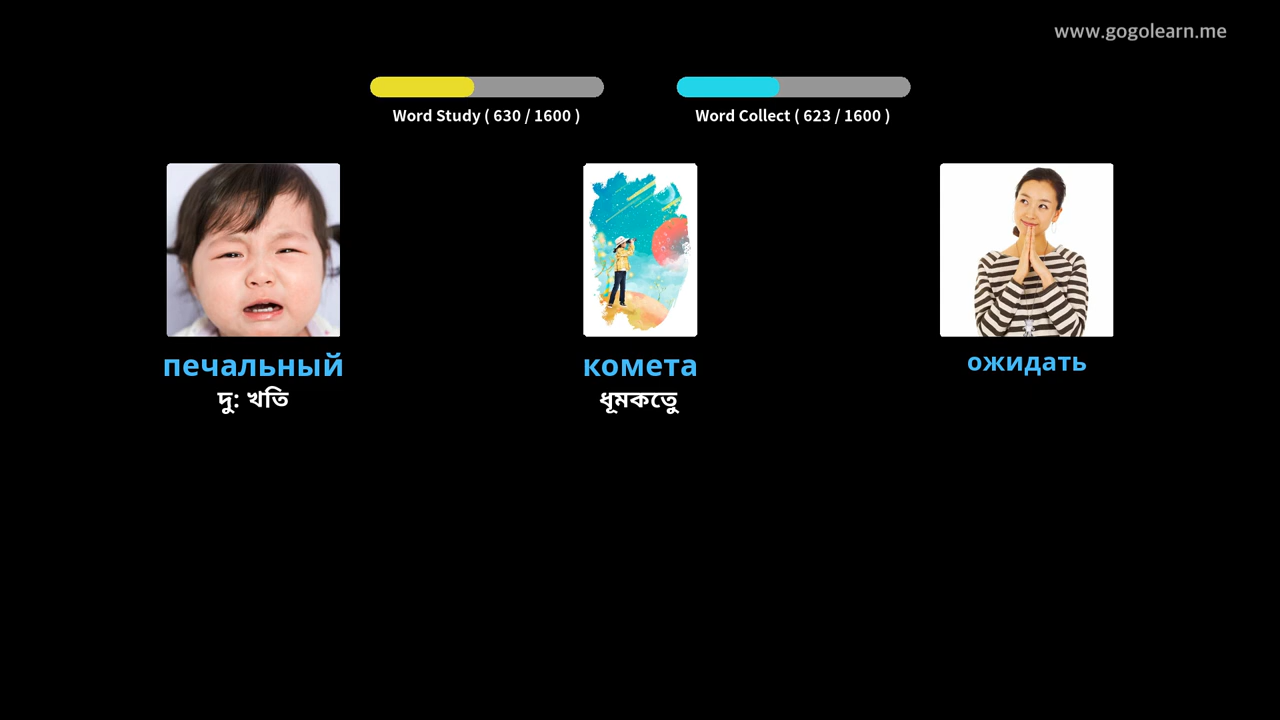 www.gogolearn.me
Word Study ( 630 / 1600 )
Word Collect ( 623 / 1600 )
печальный
комета
ожидать
দু: খতি
ধূমকতেু